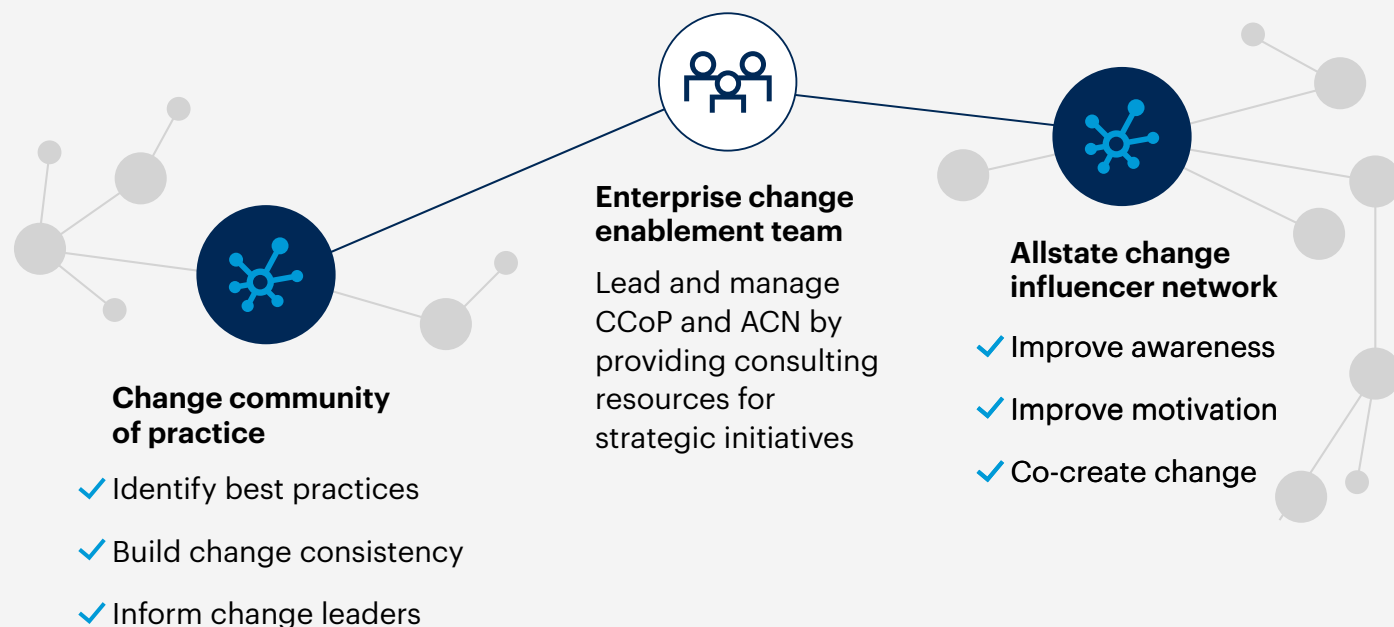 Change community
of practice
Identify best practices
Build change consistency
Inform change leaders
Enterprise change
enablement team
Lead and manage
CCoP and ACN by
providing consulting
resources for
strategic initiatives
Allstate change
influencer network
Improve awareness
Improve motivation
Co-create change